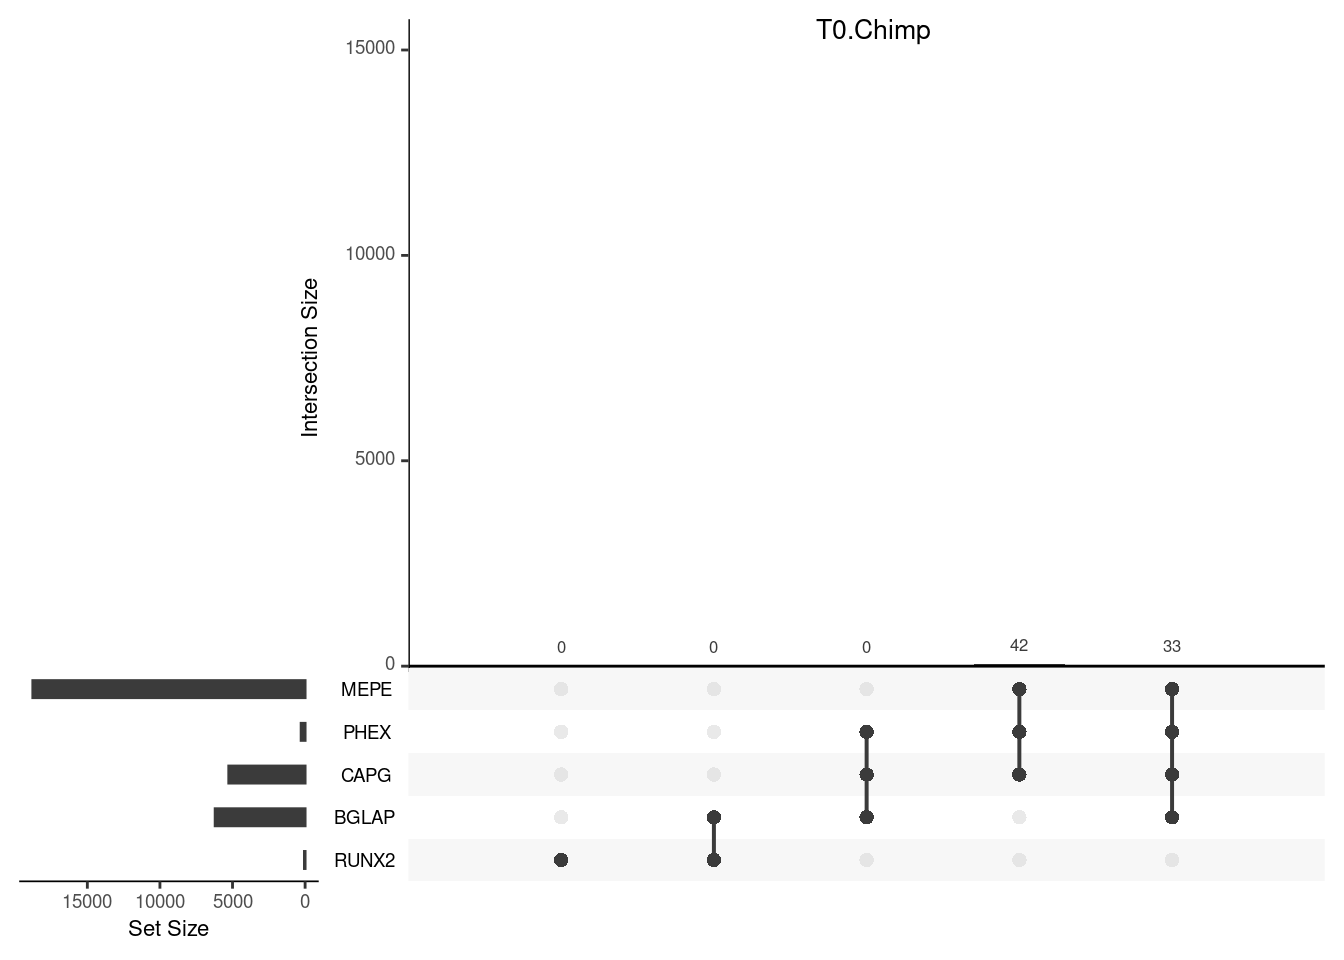 T0.Chimp
15000
10000
5000
0
Intersection Size
0 0 0 42 33
MEPE
PHEX
CAPG
BGLAP
RUNX2
15000 10000 5000 0
Set Size